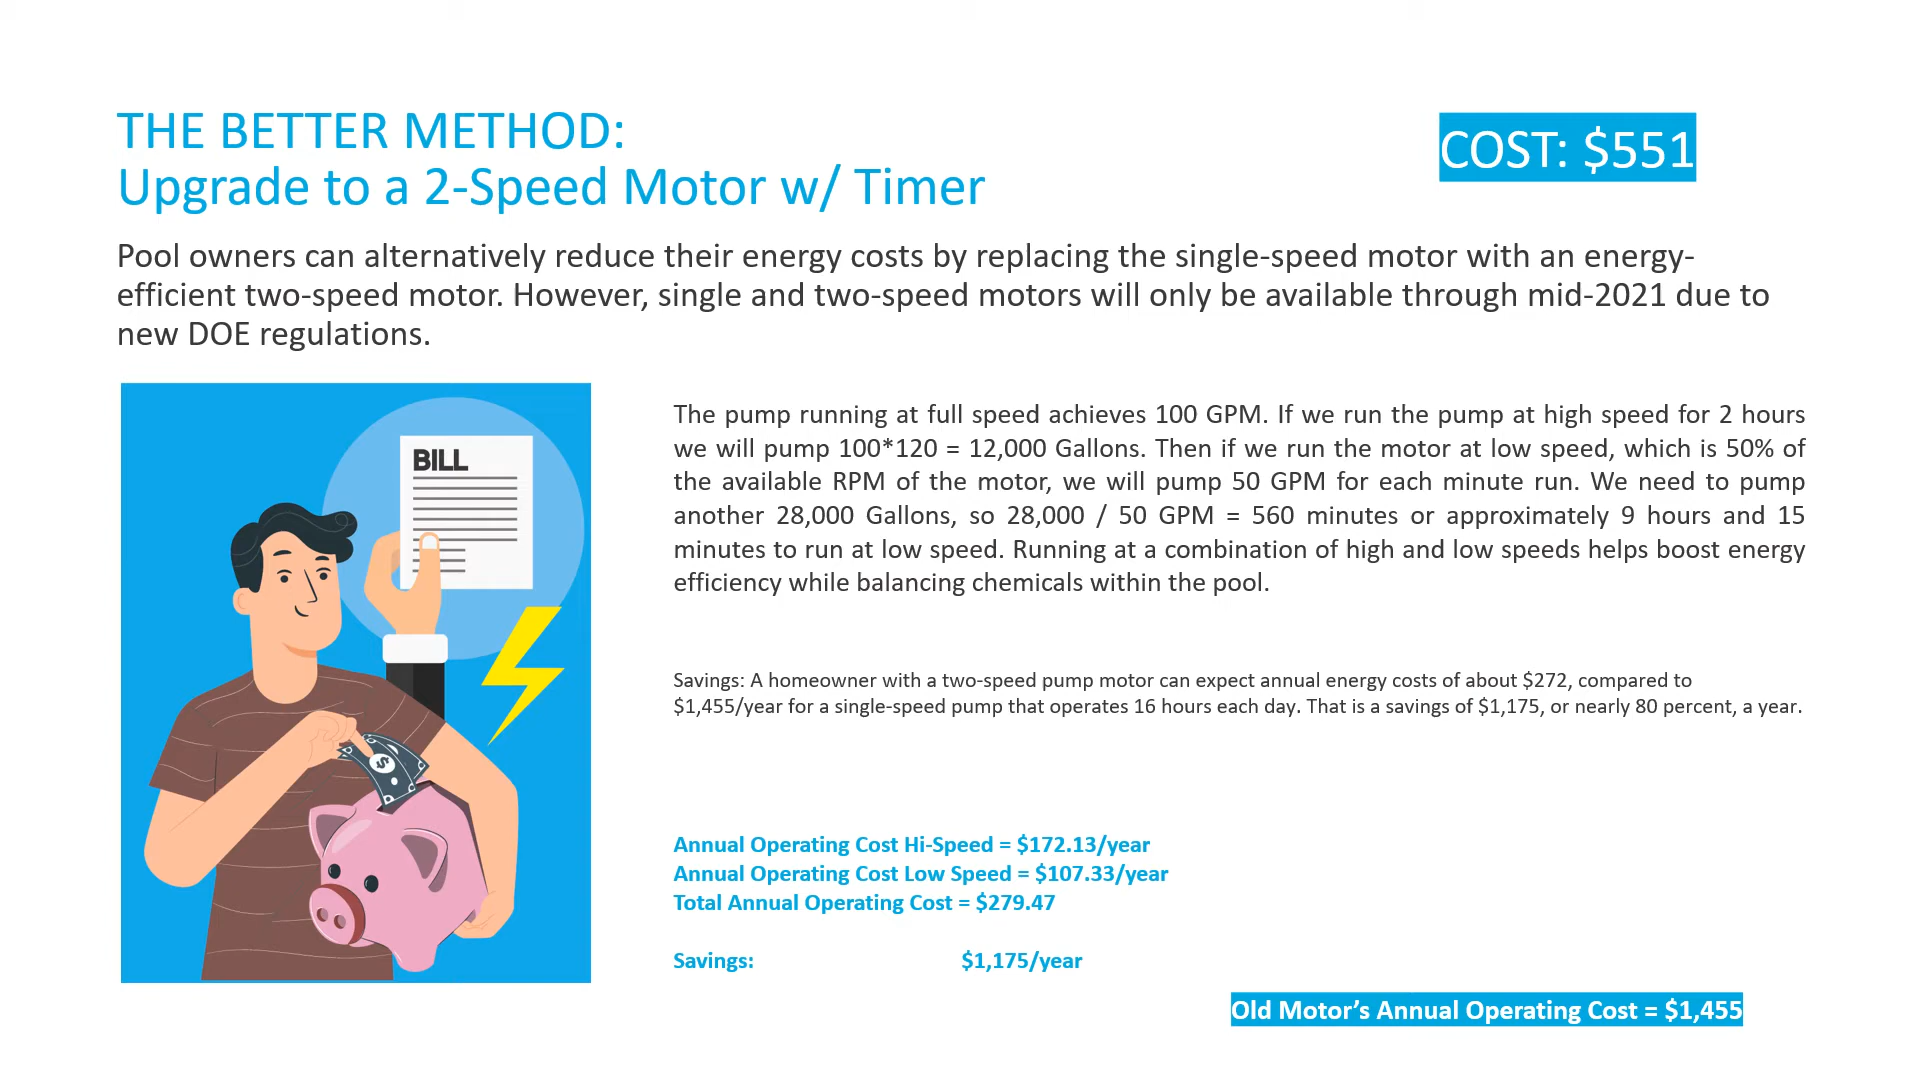 THE BETTER METHOD:
Upgrade to a 2-Speed Motor w/ Timer
COST: $551
Pool owners can alternatively reduce their energy costs by replacing the single-speed motor with an energy-
efficient two-speed motor. However, single and two-speed motors will only be available through mid-2021 due to
new DOE regulations.
BILL
The pump running at full speed achieves 100 GPM. If we run the pump at high speed for 2 hours
we will pump 100*120 = 12,000 Gallons. Then if we run the motor at low speed, which is 50% of
the available RPM of the motor, we will pump 50 GPM for each minute run. We need to pump
another 28,000 Gallons, so 28,000 / 50 GPM = 560 minutes or approximately 9 hours and 15
minutes to run at low speed. Running at a combination of high and low speeds helps boost energy
efficiency while balancing chemicals within the pool.
Savings: A homeowner with a two-speed pump motor can expect annual energy costs of about $272, compared to
$1,455/year for a single-speed pump that operates 16 hours each day. That is a savings of $1,175, or nearly 80 percent, a year.
$
Annual Operating Cost Hi-Speed = $172.13/year
Annual Operating Cost Low Speed = $107.33/year
Total Annual Operating Cost = $279.47
Savings: $1,175/year
Old Motor’s Annual Operating Cost = $1,455